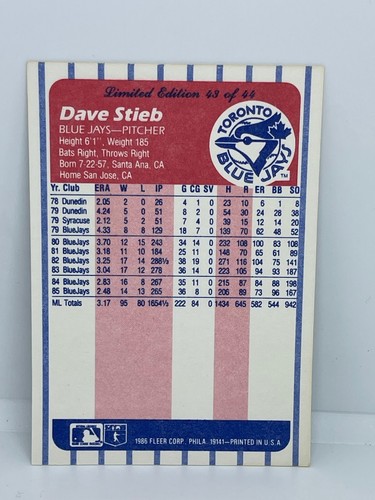 Limited Edition 43 of 44
Dave Stieb
BLUE JAYS—PITCHER
Height 6'1", Weight 185
Bats Right, Throws Right
Born 7-22-57, Santa Ana, CA
Home San Jose, CA
TORONTO
BLUE JAYS
Yr. Club ERA W L IP G CG SV H R ER BB SO
78 Dunedin 2.05 2 0 26 4 1 0 23 10 6 1 8
79 Dunedin 4.24 5 0 51 8 2 0 54 30 24 28 38
79 Syracuse 2.12 5 2 51 7 4 0 39 15 12 14 20
79 BlueJays 4.33 8 8 129 18 7 0 139 70 62 48 52
80 BlueJays 3.70 12 15 243 34 14 0 232 108 100 83 108
81 BlueJays 3.18 11 10 184 25 11 0 148 70 65 61 89
82 BlueJays 3.25 17 14 288⅓ 38 19 0 271 116 104 75 141
83 BlueJays 3.04 17 12 278 36 14 0 223 105 94 93 187
84 BlueJays 2.83 16 8 267 35 11 0 215 87 84 88 198
85 BlueJays 2.48 14 13 265 36 8 0 206 89 73 96 167
ML Totals 3.17 95 80 1654⅓ 222 84 0 1434 645 582 544 942
© 1986 FLEER CORP. PHILA. 19141—PRINTED IN U.S.A.